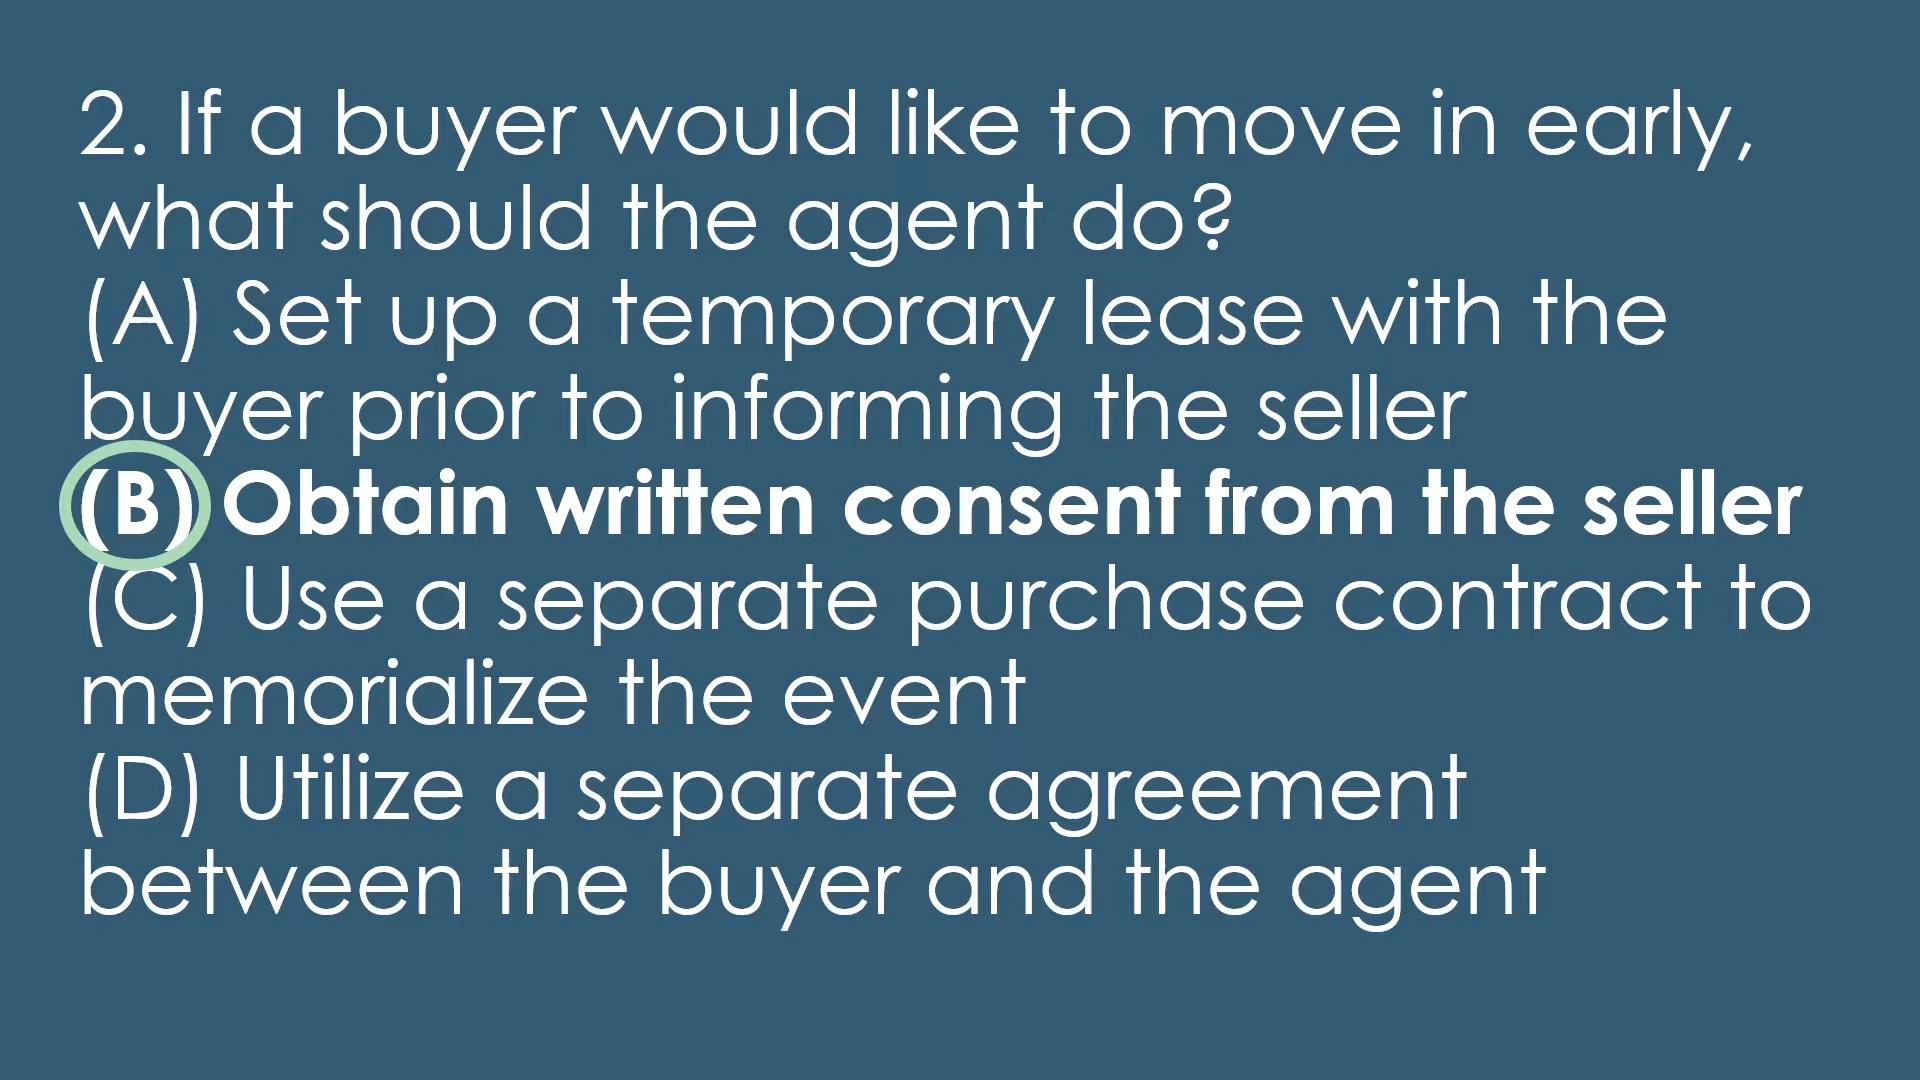 2. If a buyer would like to move in early,
what should the agent do?
(A) Set up a temporary lease with the
buyer prior to informing the seller
(B) Obtain written consent from the seller
(C) Use a separate purchase contract to
memorialize the event
(D) Utilize a separate agreement
between the buyer and the agent